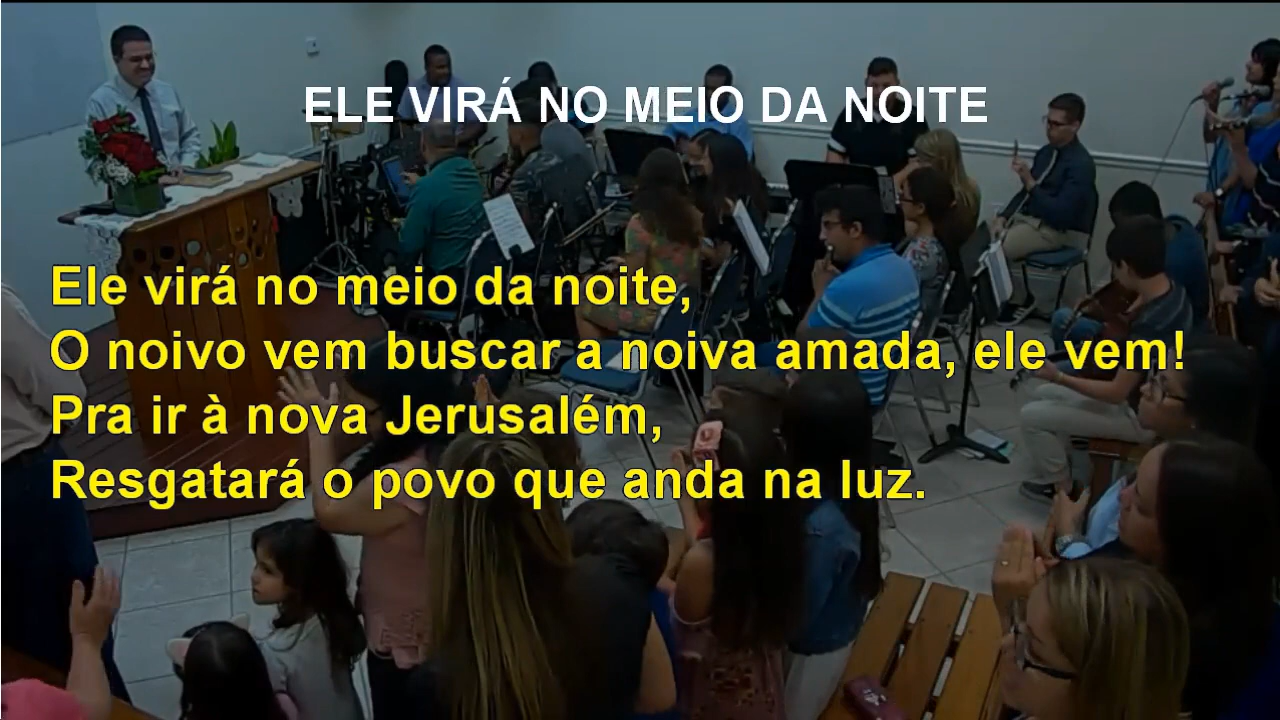 ELE VIRÁ NO MEIO DA NOITE
Ele virá no meio da noite,
O noivo vem buscar a noiva amada, ele vem!
Pra ir à nova Jerusalém,
Resgatará o povo que anda na luz.